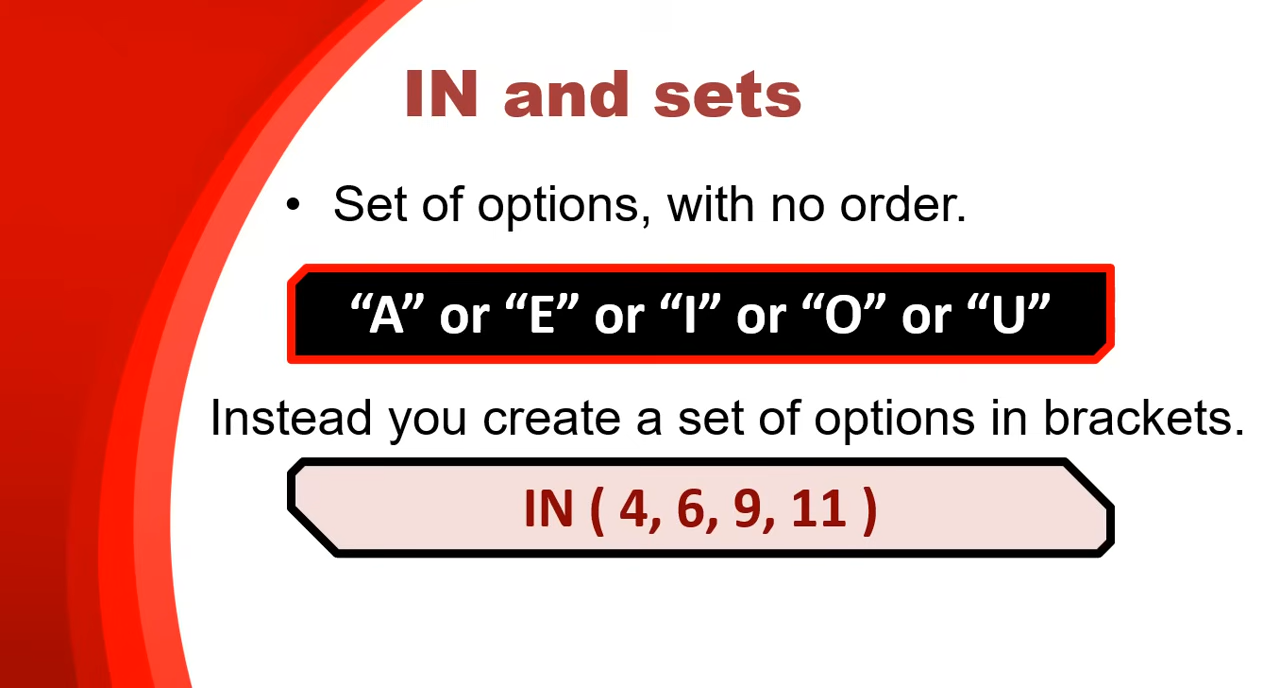 IN and sets
• Set of options, with no order.
“A” or “E” or “I” or “O” or “U”
Instead you create a set of options in brackets.
IN ( 4, 6, 9, 11 )